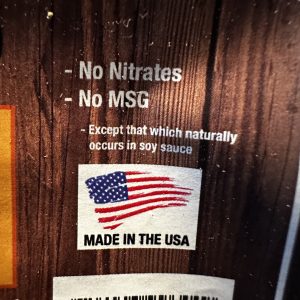 - No Nitrates
- No MSG
- Except that which naturally
occurs in soy sauce
MADE IN THE USA